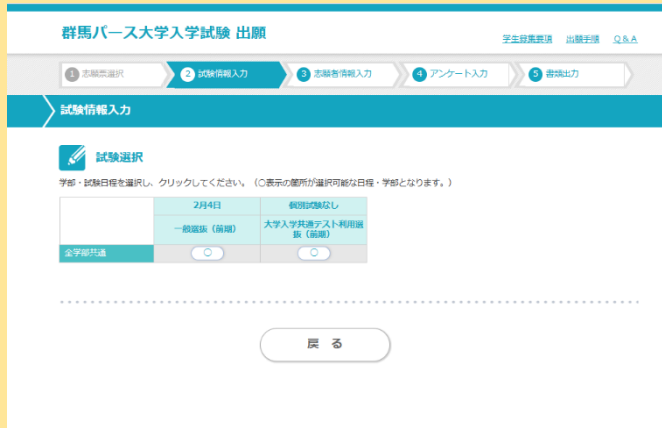 群馬パース大学入学試験 出願
学生募集要項 出願手順 Q&A
1 志願票選択 2 試験情報入力 3 志願者情報入力 4 アンケート入力 5 書類出力
試験情報入力
試験選択
学部・試験日程を選択し、クリックしてください。（○表示の箇所が選択可能な日程・学部となります。）
2月4日 個別試験なし
一般選抜（前期） 大学入学共通テスト利用選
抜（前期）
全学部共通 ○ ○
戻 る